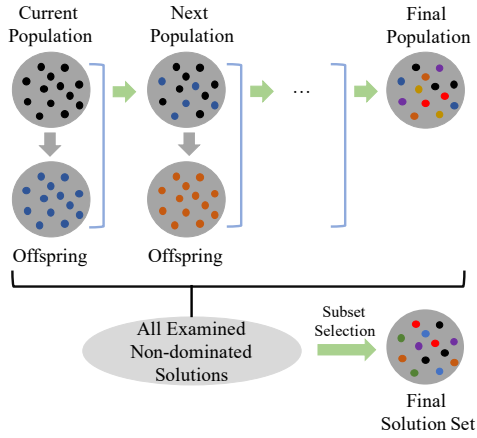 Current
Population
Next
Population
Final
Population
...
Offspring
Offspring
All Examined
Non-dominated
Solutions
Subset
Selection
Final
Solution Set